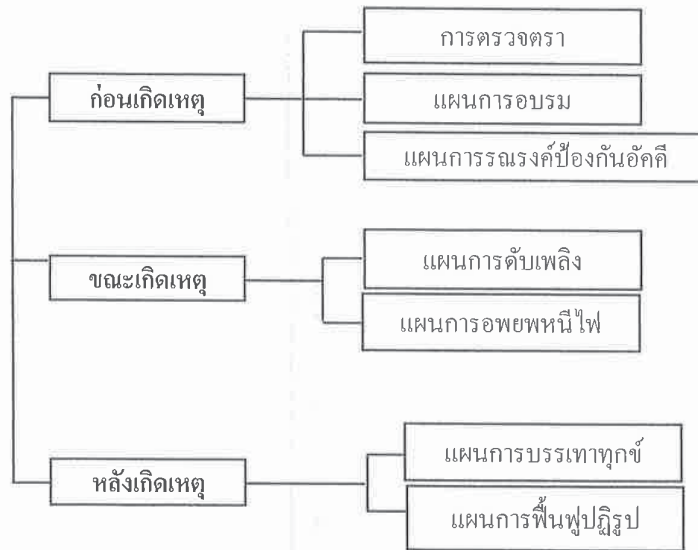 การตรวจตรา
ก่อนเกิดเหตุ
แผนการอบรม
แผนการรณรงค์ป้องกันอัคคี
ขณะเกิดเหตุ
แผนการดับเพลิง
แผนการอพยพหนีไฟ
หลังเกิดเหตุ
แผนการบรรเทาทุกข์
แผนการฟื้นฟูปฏิรูป